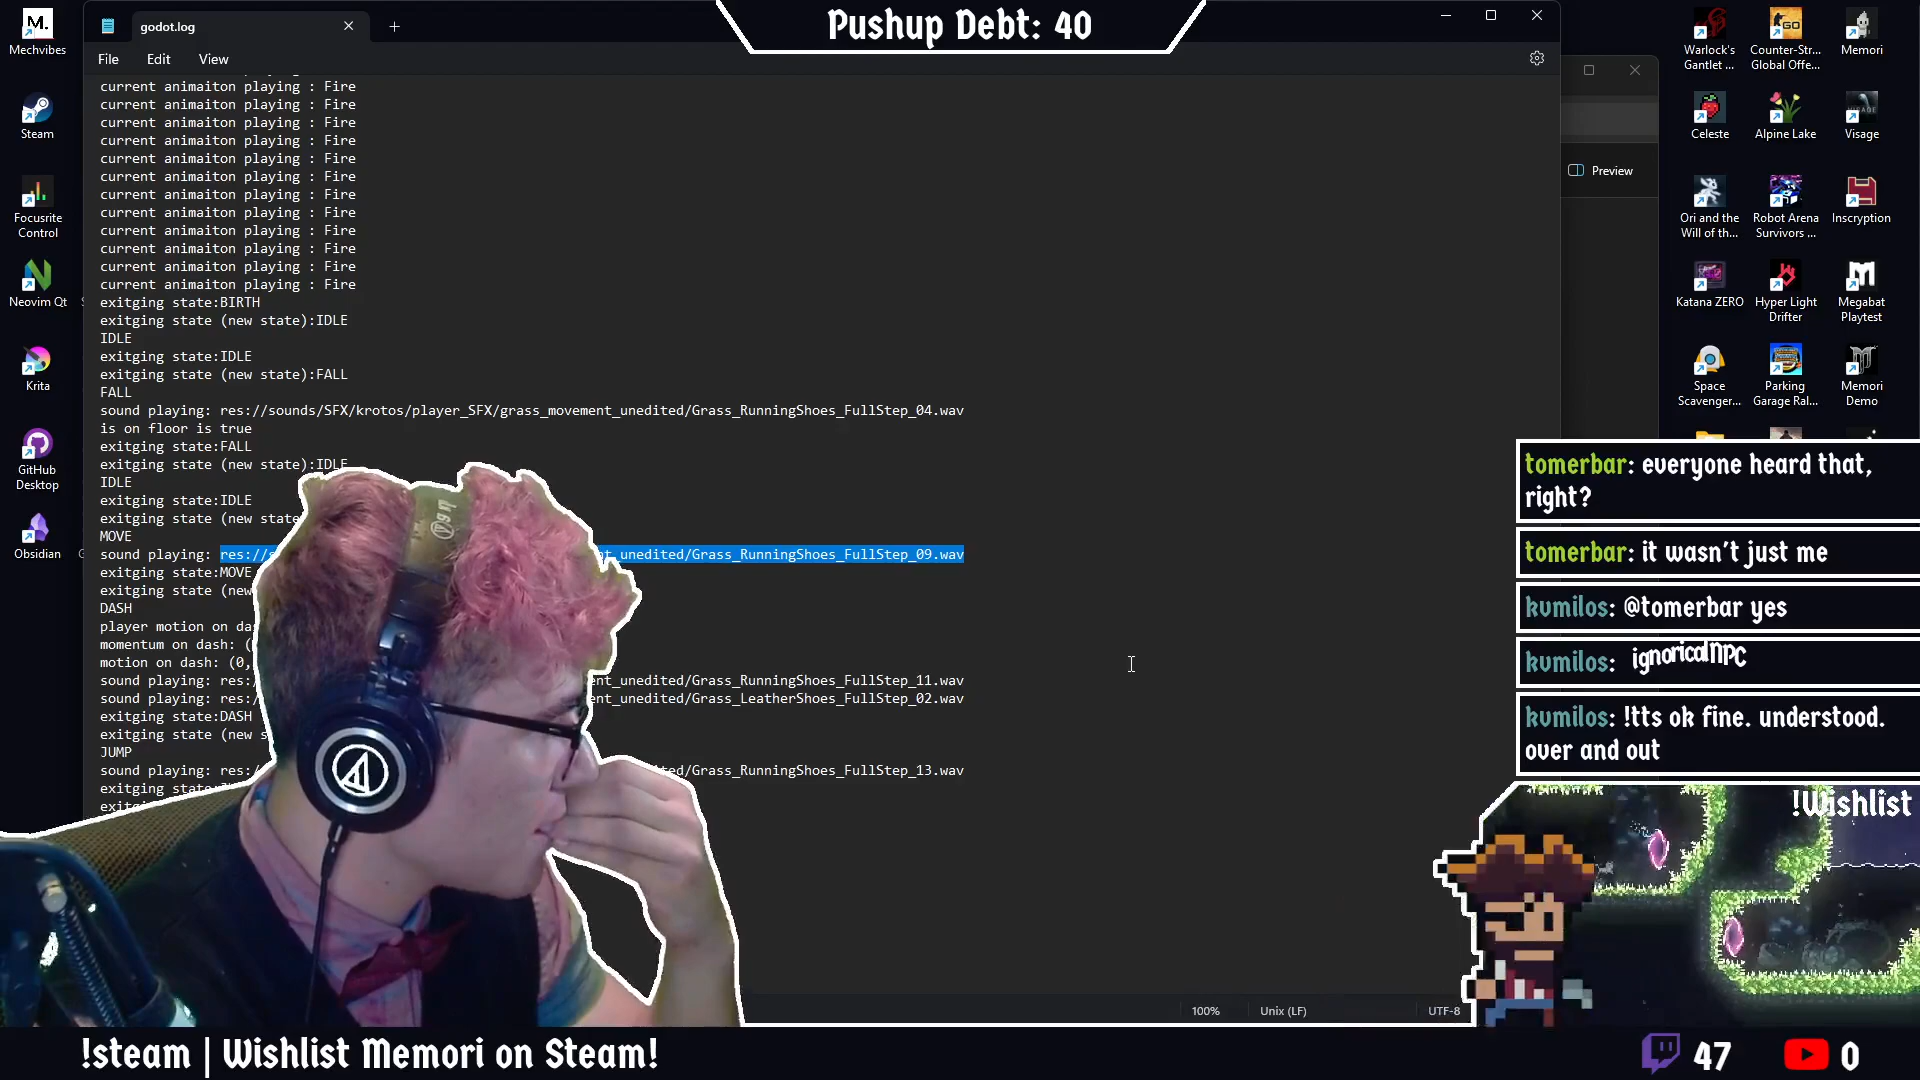 Pushup Debt: 40
godot.log
File
Edit
View
current animaiton playing : Fire
current animaiton playing : Fire
current animaiton playing : Fire
current animaiton playing : Fire
current animaiton playing : Fire
current animaiton playing : Fire
current animaiton playing : Fire
current animaiton playing : Fire
current animaiton playing : Fire
current animaiton playing : Fire
current animaiton playing : Fire
current animaiton playing : Fire
exitging state:BIRTH
exitging state (new state):IDLE
IDLE
exitging state:IDLE
exitging state (new state):FALL
FALL
sound playing: res://sounds/SFX/krotos/player_SFX/grass_movement_unedited/Grass_RunningShoes_FullStep_04.wav
is on floor is true
exitging state:FALL
exitging state (new state):IDLE
IDLE
exitging state:IDLE
exitging state (new state
MOVE
sound playing: res://s nt_unedited/Grass_RunningShoes_FullStep_09.wav
exitging state:MOVE
exitging state (new
DASH
player motion on da
momentum on dash: (
motion on dash: (0,
sound playing: res:/ ent_unedited/Grass_RunningShoes_FullStep_11.wav
sound playing: res:/ ent_unedited/Grass_LeatherShoes_FullStep_02.wav
exitging state:DASH
exitging state (new s
JUMP
sound playing: res:/ ted/Grass_RunningShoes_FullStep_13.wav
exitging state:
100%
Unix (LF)
UTF-8
Preview
Mechvibes
Steam
Focusrite
Control
Neovim Qt
Krita
GitHub
Desktop
Obsidian
Warlock's
Gantlet ...
Counter-Str...
Global Offe...
Memori
Celeste
Alpine Lake
Visage
Ori and the
Will of th...
Robot Arena
Survivors ...
Inscryption
Katana ZERO
Hyper Light
Drifter
Megabat
Playtest
Space
Scavenger...
Parking
Garage Ral...
Memori
Demo
tomerbar: everyone heard that,
right?
tomerbar: it wasn't just me
kvmilos: @tomerbar yes
kvmilos: ignoricalNPC
kvmilos: !tts ok fine. understood.
over and out
!Wishlist
!steam | Wishlist Memori on Steam!
47
0